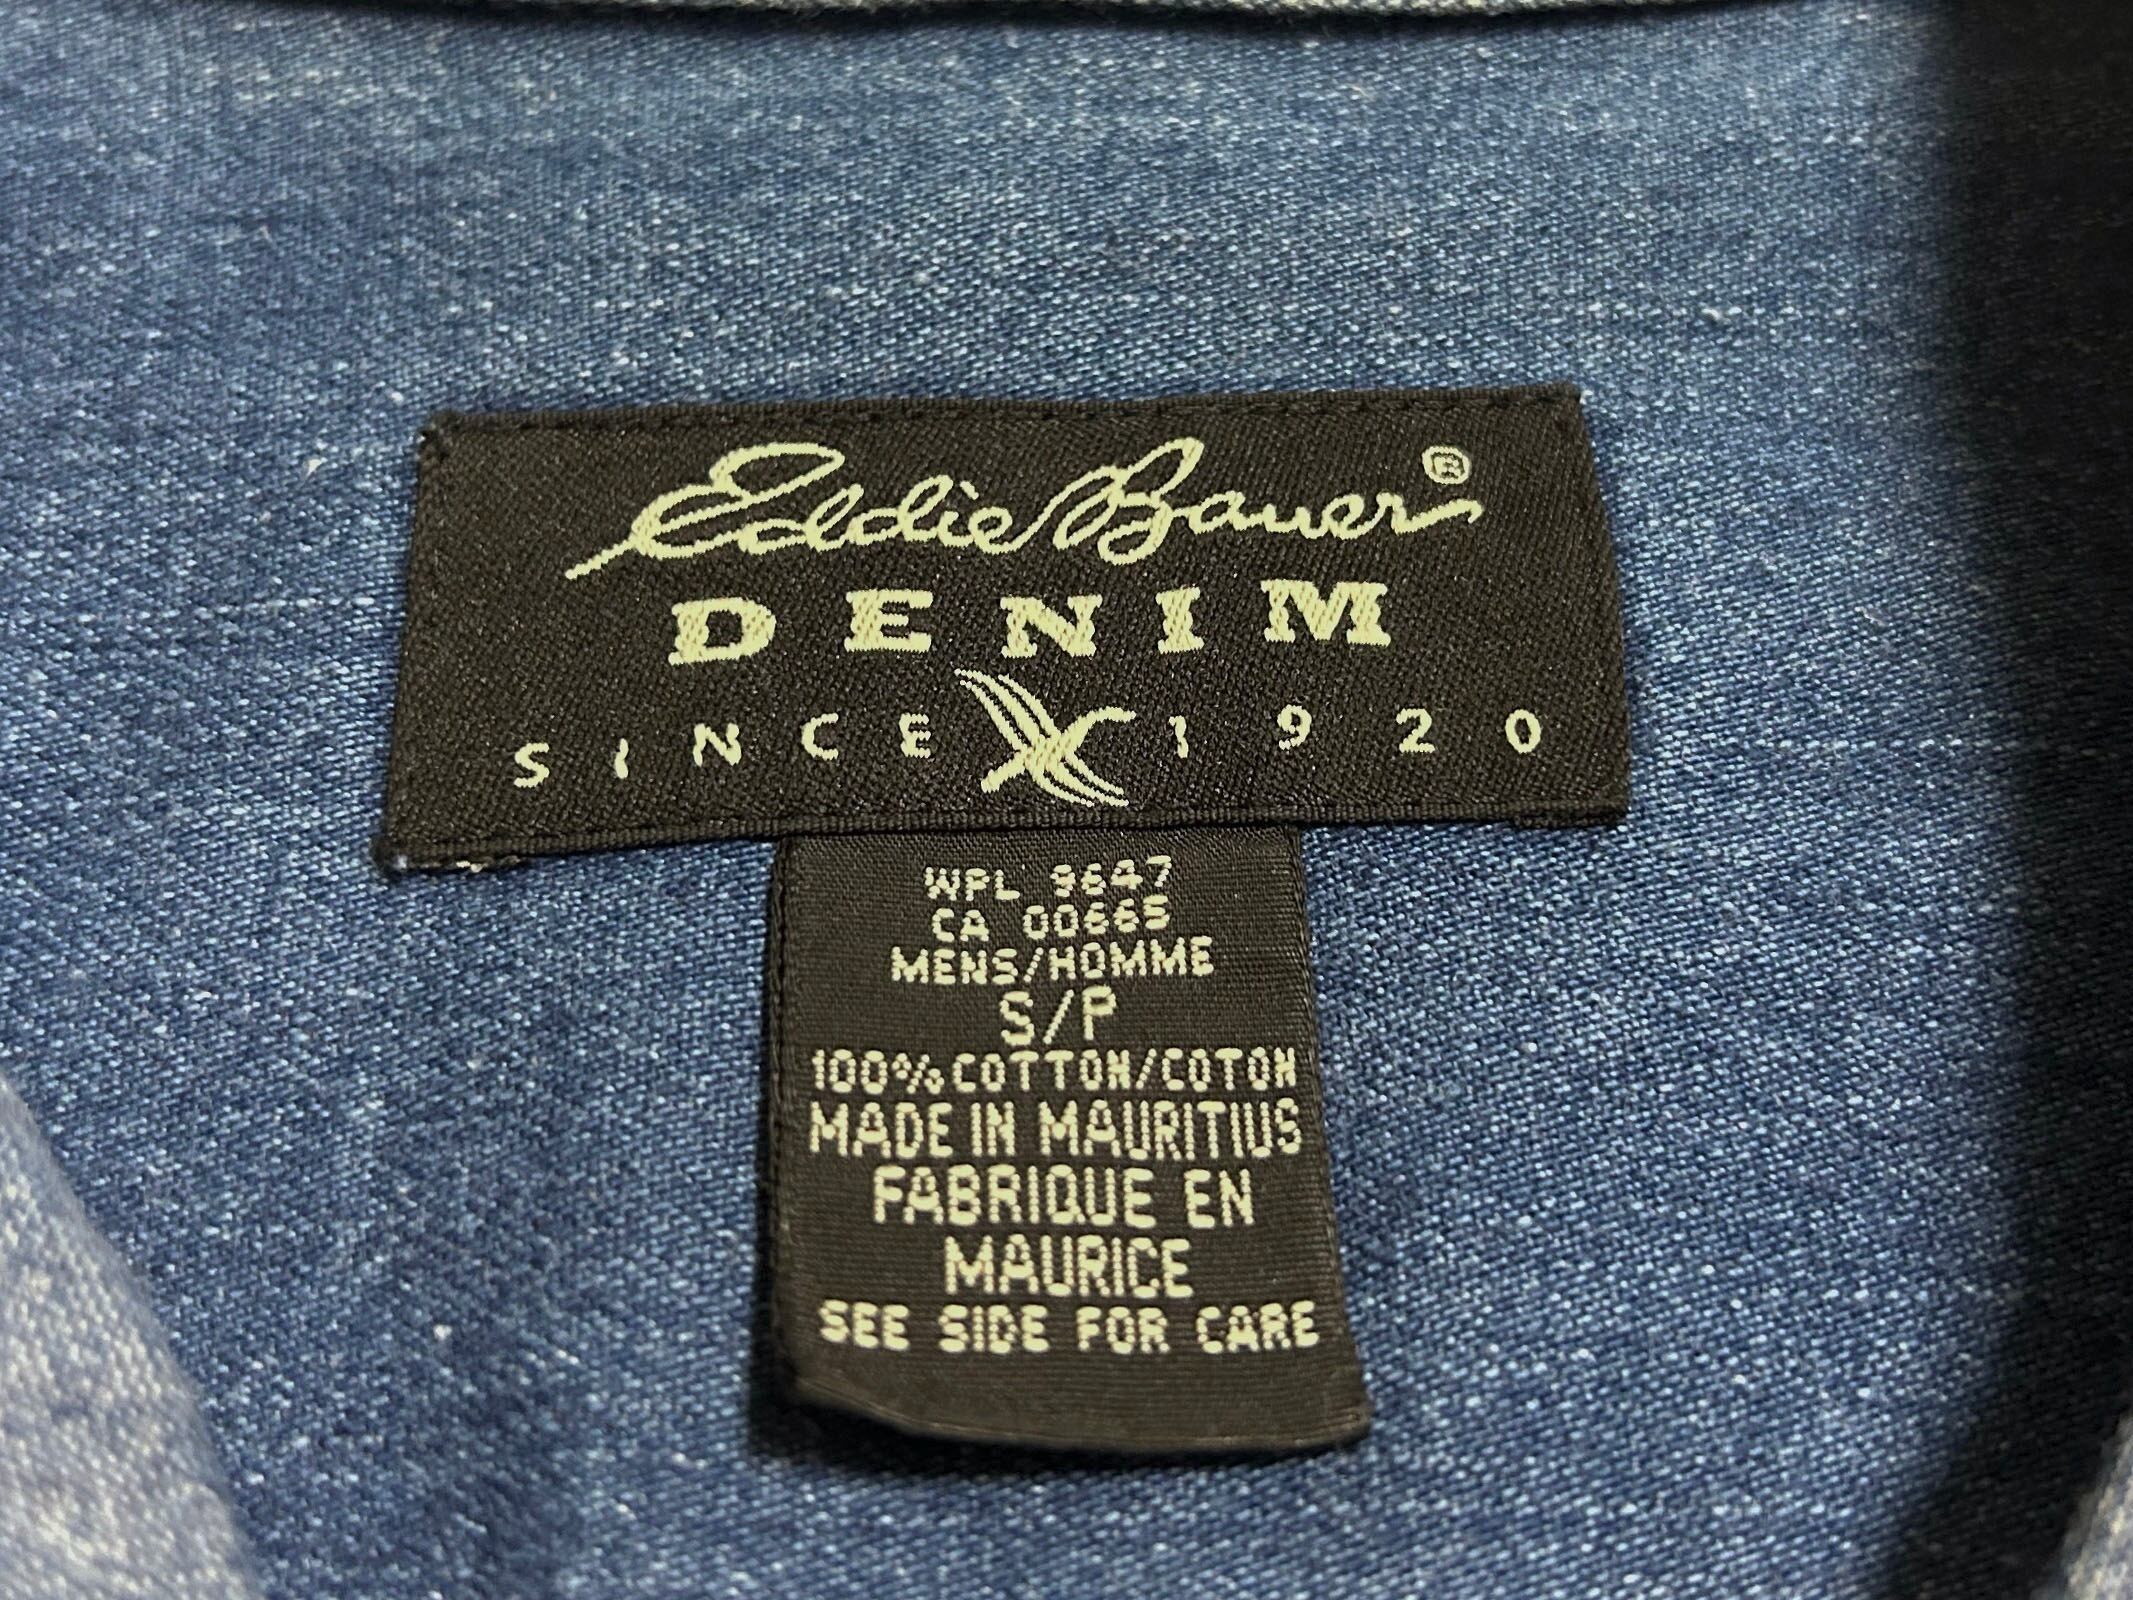 Eddie Bauer®
DENIM
SINCE 1920
WPL 9647
CA 00665
MENS/HOMME
S/P
100% COTTON/COTON
MADE IN MAURITIUS
FABRIQUE EN
MAURICE
SEE SIDE FOR CARE